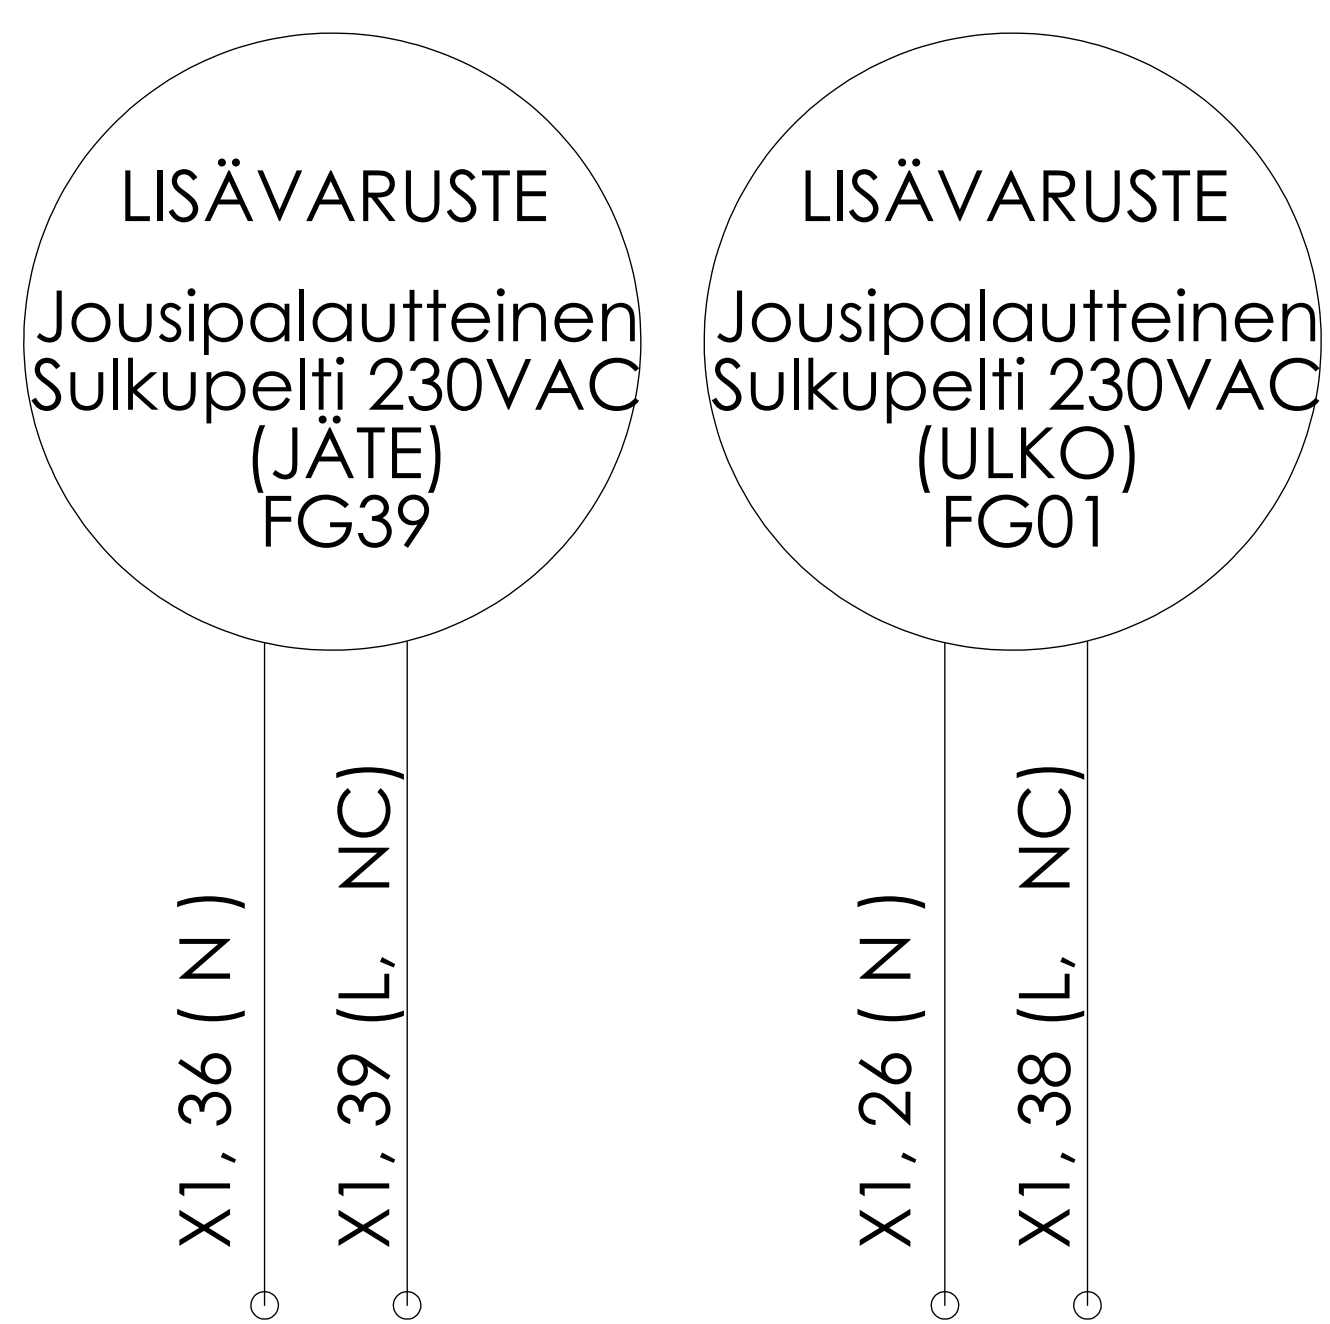 LISÄVARUSTE
Jousipalautteinen
Sulkupelti 230VAC
(JÄTE)
FG39
X1, 36 ( N )
X1, 39 (L, NC)
LISÄVARUSTE
Jousipalautteinen
Sulkupelti 230VAC
(ULKO)
FG01
X1, 26 ( N )
X1, 38 (L, NC)